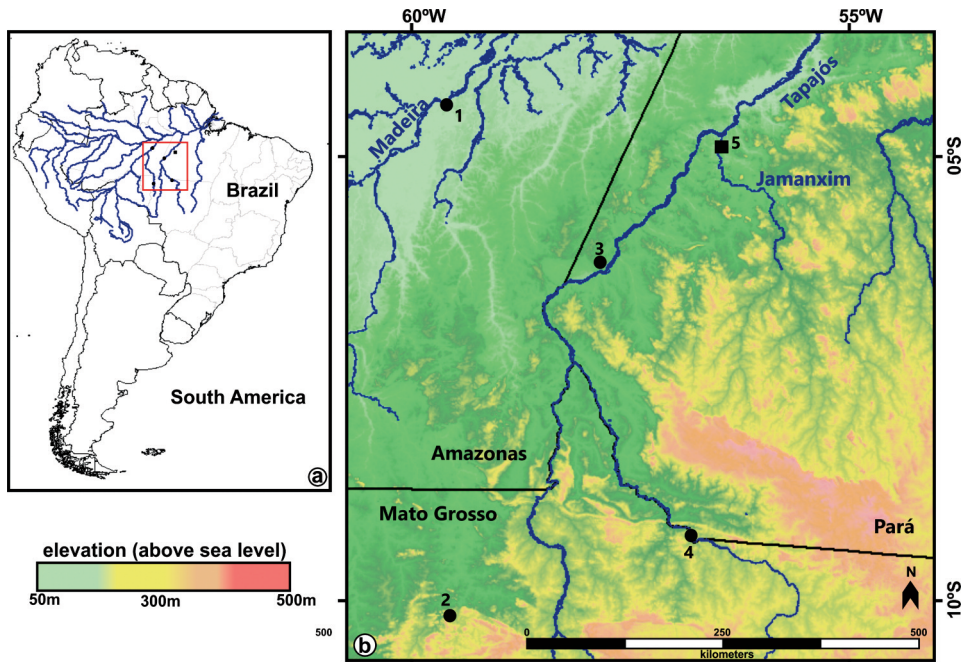 60ºW
55ºW
Madeira
1
Tapajós
5
05ºS
Jamanxim
Brazil
3
South America
a
Amazonas
Mato Grosso
Pará
4
elevation (above sea level)
50m 300m 500m
N
2
10ºS
500
b
0 250 500
kilometers